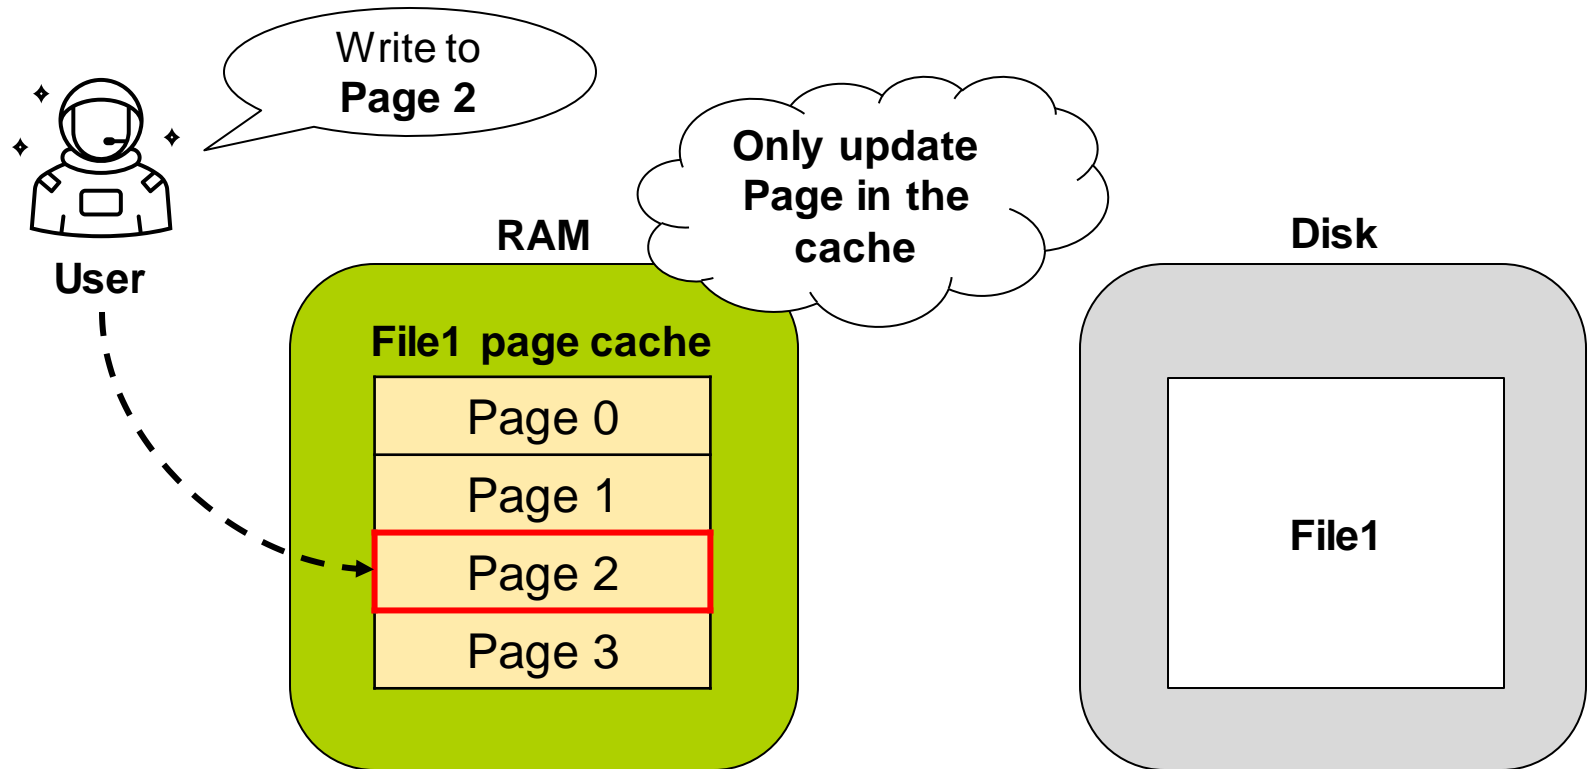 Write to
Page 2
Only update
Page in the
cache
User
RAM
Disk
File1 page cache
Page 0
Page 1
Page 2
Page 3
File1